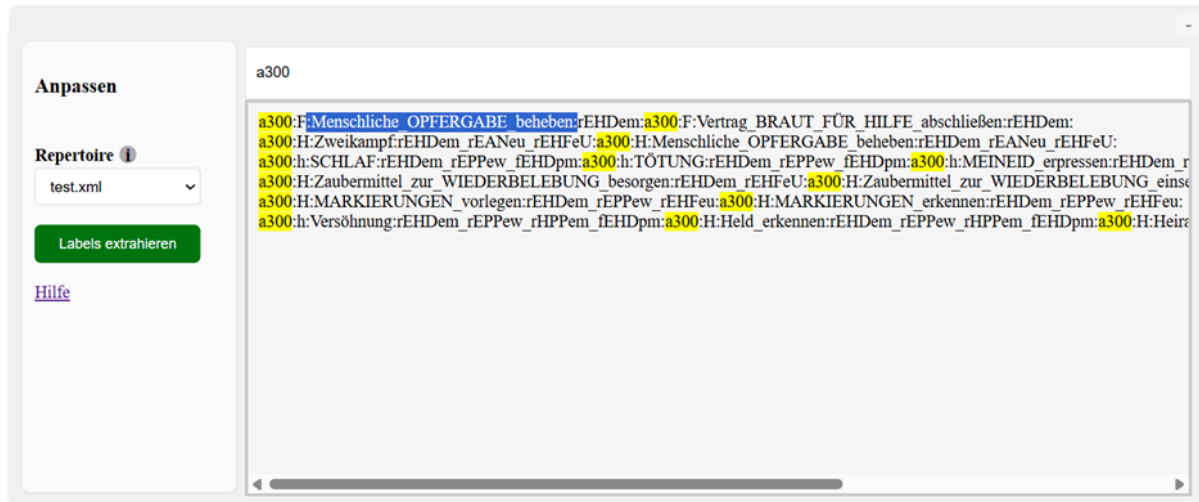 -
Anpassen
Repertoire i
test.xml
Labels extrahieren
Hilfe
a300
a300:F:Menschliche_OPFERGABE_beheben:rEHDem:a300:F:Vertrag_BRAUT_FÜR_HILFE_abschließen:rEHDem:
a300:H:Zweikampf:rEHDem_rEANeu_rEHFeU:a300:H:Menschliche_OPFERGABE_beheben:rEHDem_rEANeu_rEHFeU:
a300:h:SCHLAF:rEHDem_rEPPew_fEHDpm:a300:h:TÖTUNG:rEHDem_rEPPew_fEHDpm:a300:h:MEINEID_erpressen:rEHDem_r
a300:H:Zaubermittel_zur_WIEDERBELEBUNG_besorgen:rEHDem_rEHFeU:a300:H:Zaubermittel_zur_WIEDERBELEBUNG_einse
a300:H:MARKIERUNGEN_vorlegen:rEHDem_rEPPew_rEHFeu:a300:H:MARKIERUNGEN_erkennen:rEHDem_rEPPew_rEHFeu:
a300:h:Versöhnung:rEHDem_rEPPew_rHPPem_fEHDpm:a300:H:Held_erkennen:rEHDem_rEPPew_rHPPem_fEHDpm:a300:H:Heira